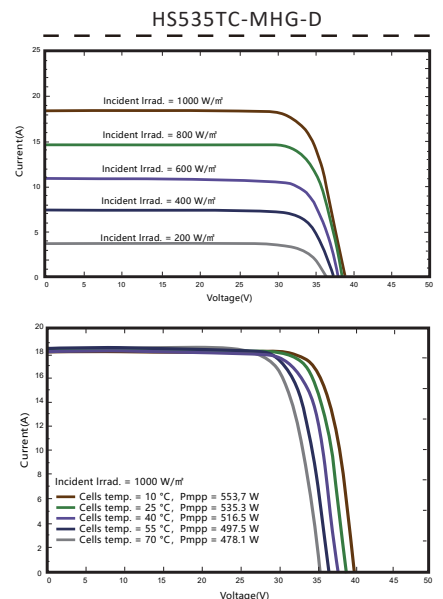 HS535TC-MHG-D
25
20
15
10
5
0
Current(A)
Incident Irrad. = 1000 W/㎡
Incident Irrad. = 800 W/㎡
Incident Irrad. = 600 W/㎡
Incident Irrad. = 400 W/㎡
Incident Irrad. = 200 W/㎡
0 5 10 15 20 25 30 35 40 45 50
Voltage(V)
20
18
16
14
12
10
8
6
4
2
0
Current(A)
Incident Irrad. = 1000 W/㎡
Cells temp. = 10 °C, Pmpp = 553,7 W
Cells temp. = 25 °C, Pmpp = 535.3 W
Cells temp. = 40 °C, Pmpp = 516.5 W
Cells temp. = 55 °C, Pmpp = 497.5 W
Cells temp. = 70 °C, Pmpp = 478.1 W
0 5 10 15 20 25 30 35 40 45 50
Voltage(V)